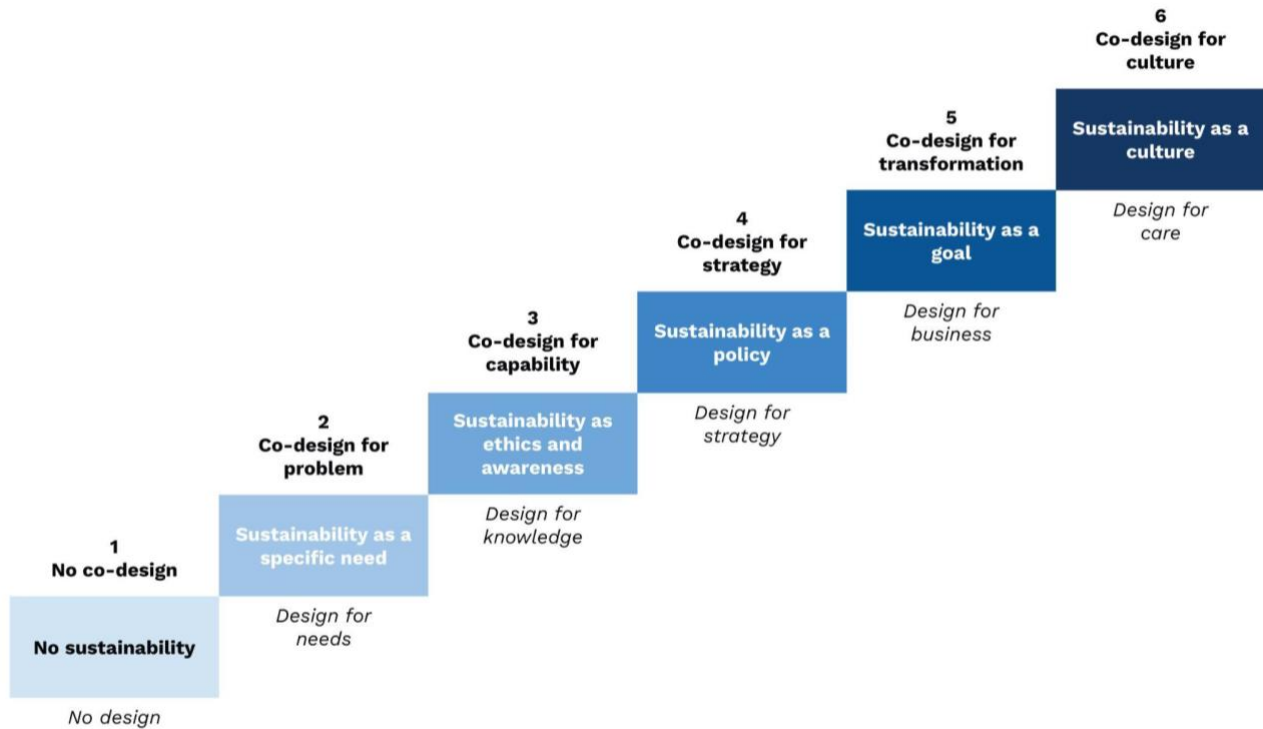 1
No co-design
No sustainability
No design
2
Co-design for
problem
Sustainability as a
specific need
Design for
needs
3
Co-design for
capability
Sustainability as
ethics and
awareness
Design for
knowledge
4
Co-design for
strategy
Sustainability as a
policy
Design for
strategy
5
Co-design for
transformation
Sustainability as a
goal
Design for
business
6
Co-design for
culture
Sustainability as a
culture
Design for
care